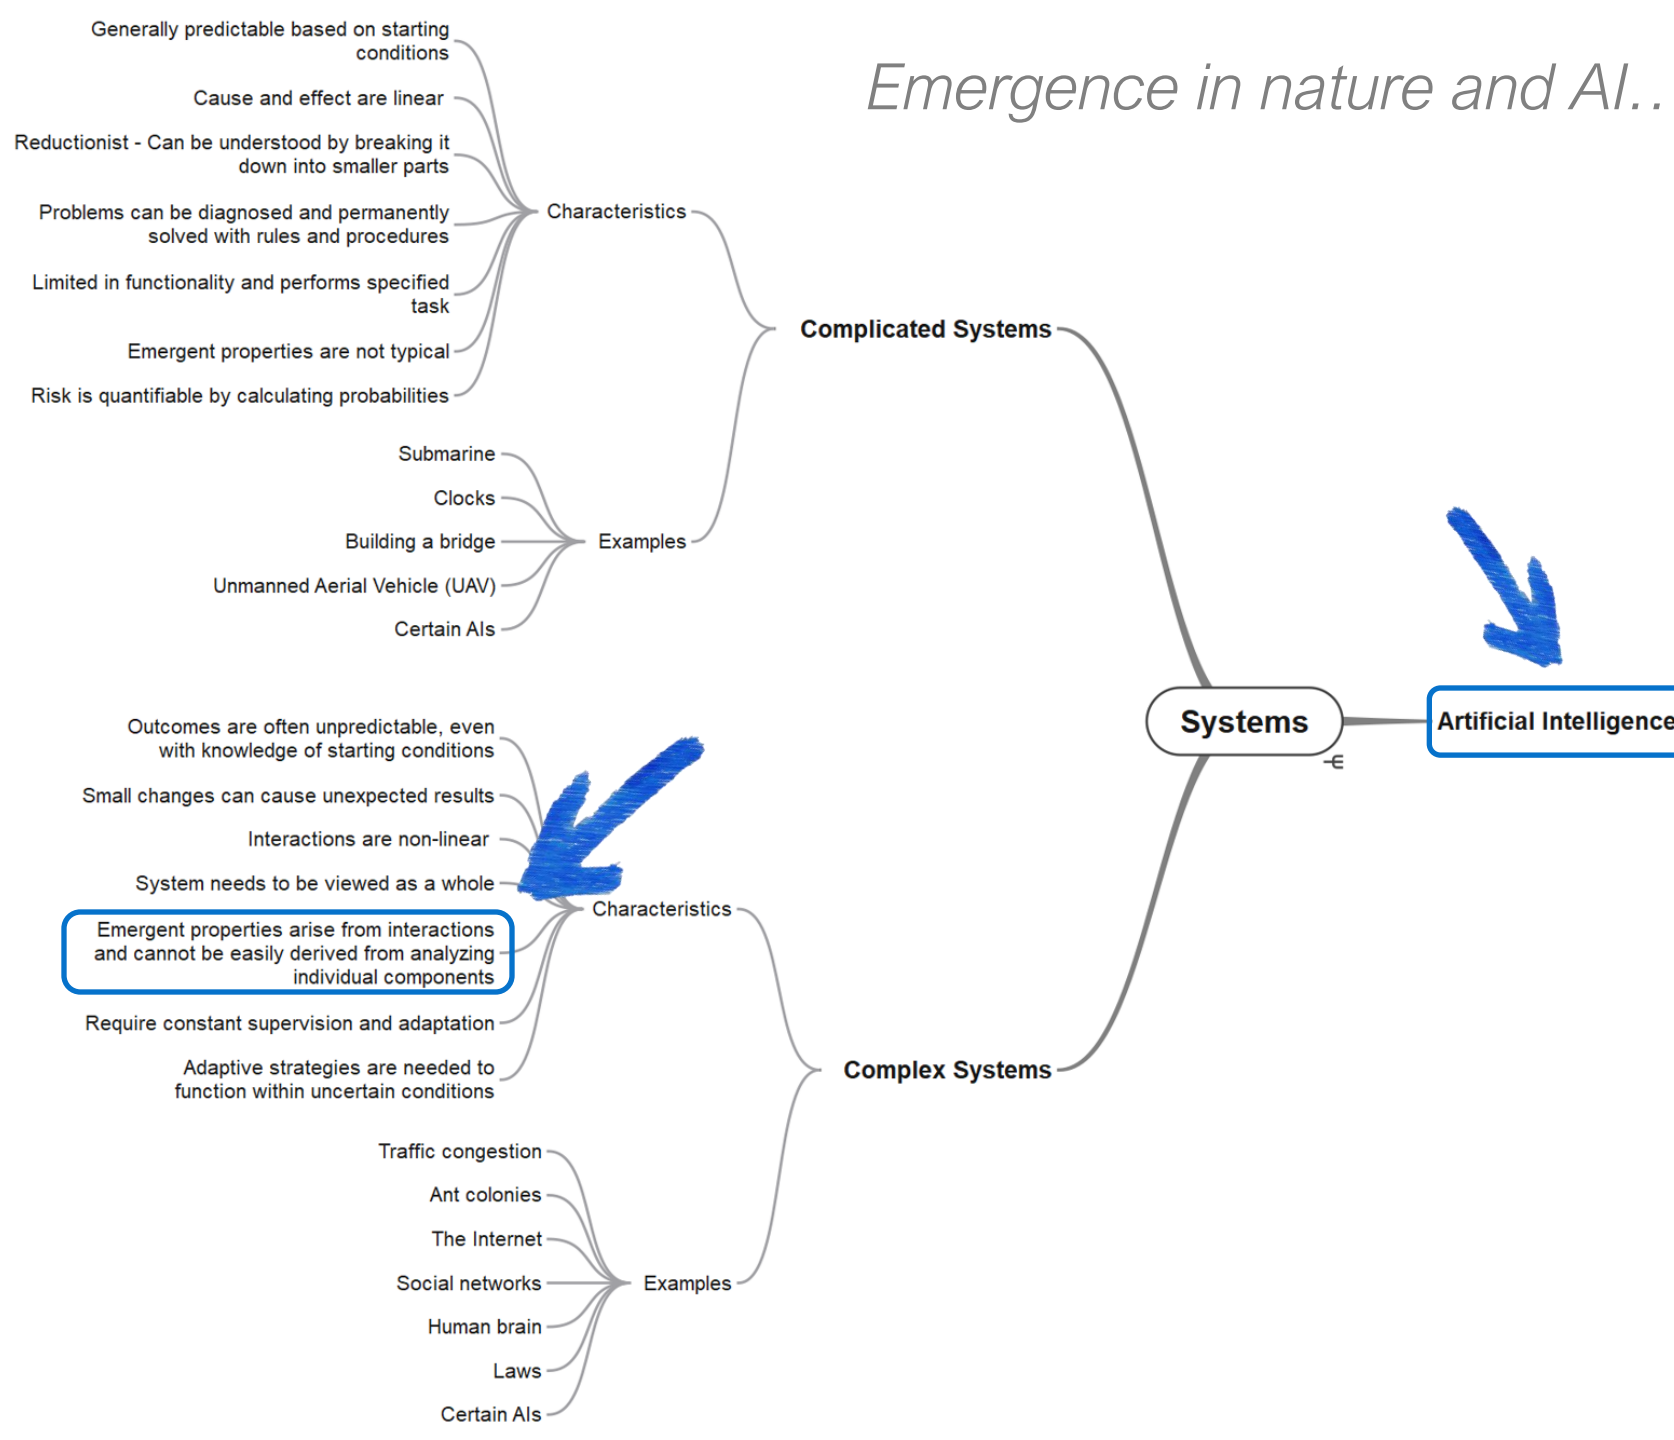 Emergence in nature and AI..
Generally predictable based on starting
conditions
Cause and effect are linear
Reductionist - Can be understood by breaking it
down into smaller parts
Problems can be diagnosed and permanently
solved with rules and procedures
Limited in functionality and performs specified
task
Emergent properties are not typical
Risk is quantifiable by calculating probabilities
Characteristics
Submarine
Clocks
Building a bridge
Unmanned Aerial Vehicle (UAV)
Certain AIs
Examples
Complicated Systems
Systems
Artificial Intelligence
Outcomes are often unpredictable, even
with knowledge of starting conditions
Small changes can cause unexpected results
Interactions are non-linear
System needs to be viewed as a whole
Emergent properties arise from interactions
and cannot be easily derived from analyzing
individual components
Require constant supervision and adaptation
Adaptive strategies are needed to
function within uncertain conditions
Characteristics
Complex Systems
Traffic congestion
Ant colonies
The Internet
Social networks
Human brain
Laws
Certain AIs
Examples